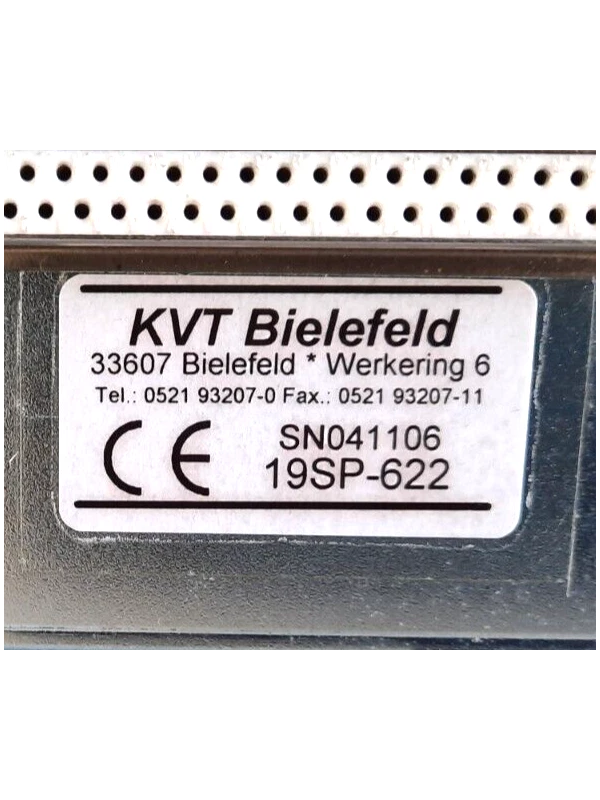 KVT Bielefeld
33607 Bielefeld * Werkering 6
Tel.: 0521 93207-0 Fax.: 0521 93207-11
CE
SN041106
19SP-622